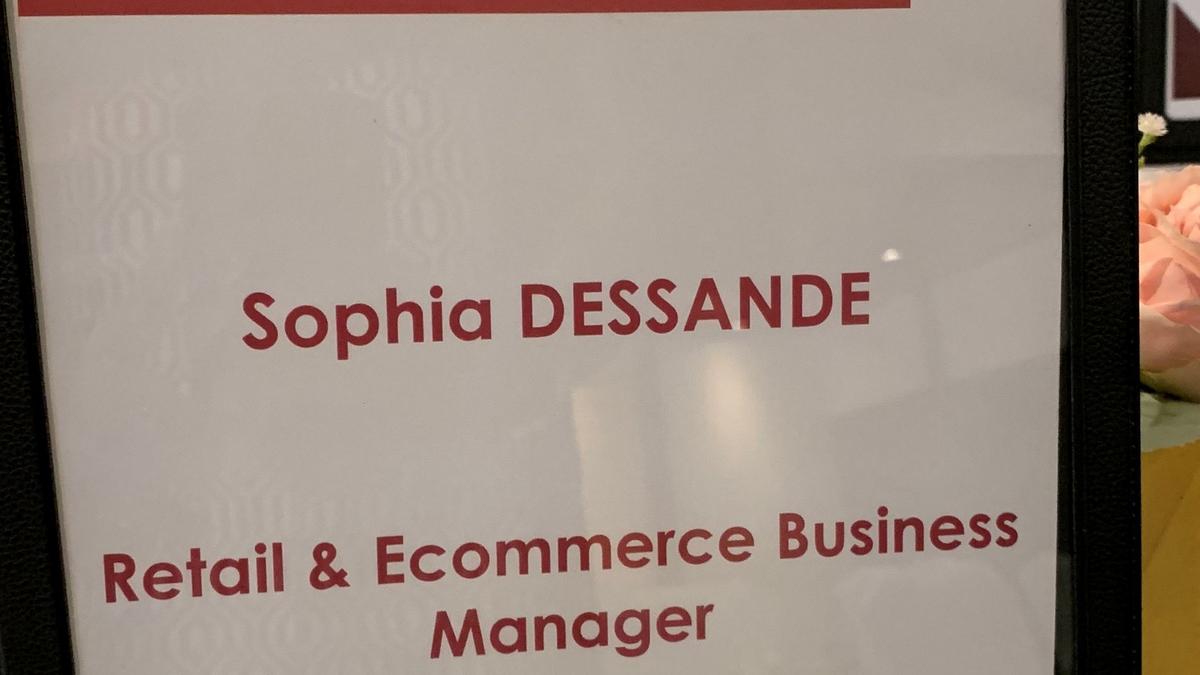 Sophia DESSANDE
Retail & Ecommerce Business
Manager